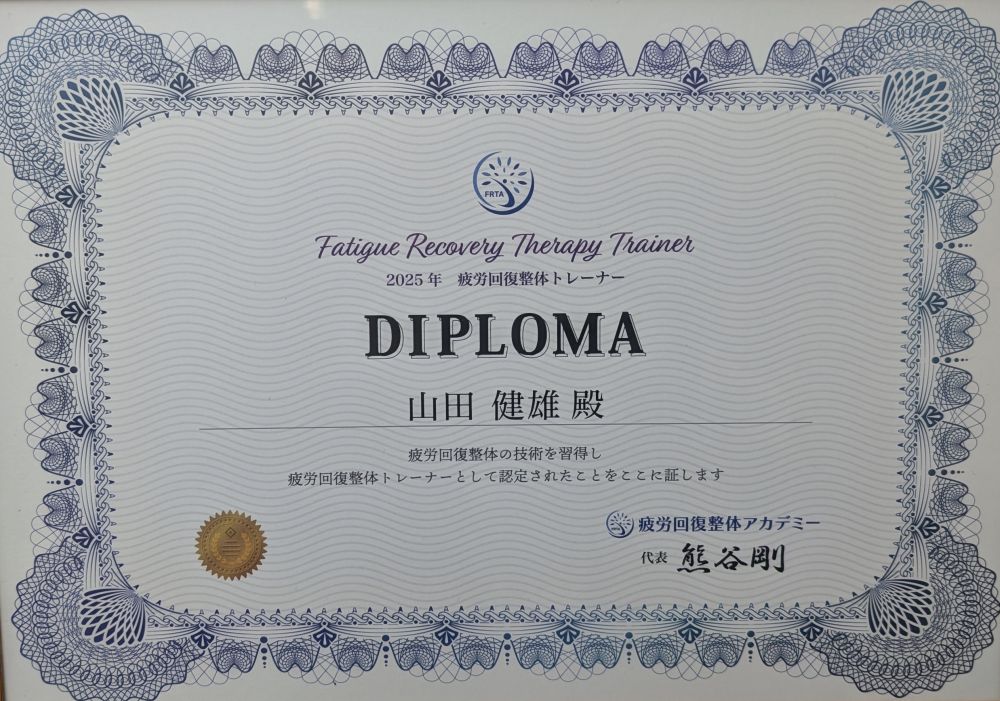 FRTA
Fatigue Recovery Therapy Trainer
2025年 疲労回復整体トレーナー
DIPLOMA
山田 健雄 殿
疲労回復整体の技術を習得し
疲労回復整体トレーナーとして認定されたことをここに証します
疲労回復整体アカデミー
代表 熊谷剛